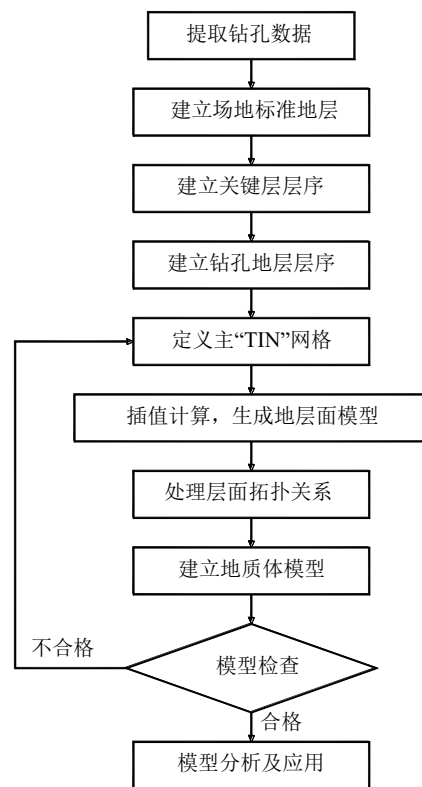 提取钻孔数据
建立场地标准地层
建立关键层层序
建立钻孔地层层序
定义主“TIN”网格
插值计算，生成地层面模型
处理层面拓扑关系
建立地质体模型
不合格
模型检查
合格
模型分析及应用